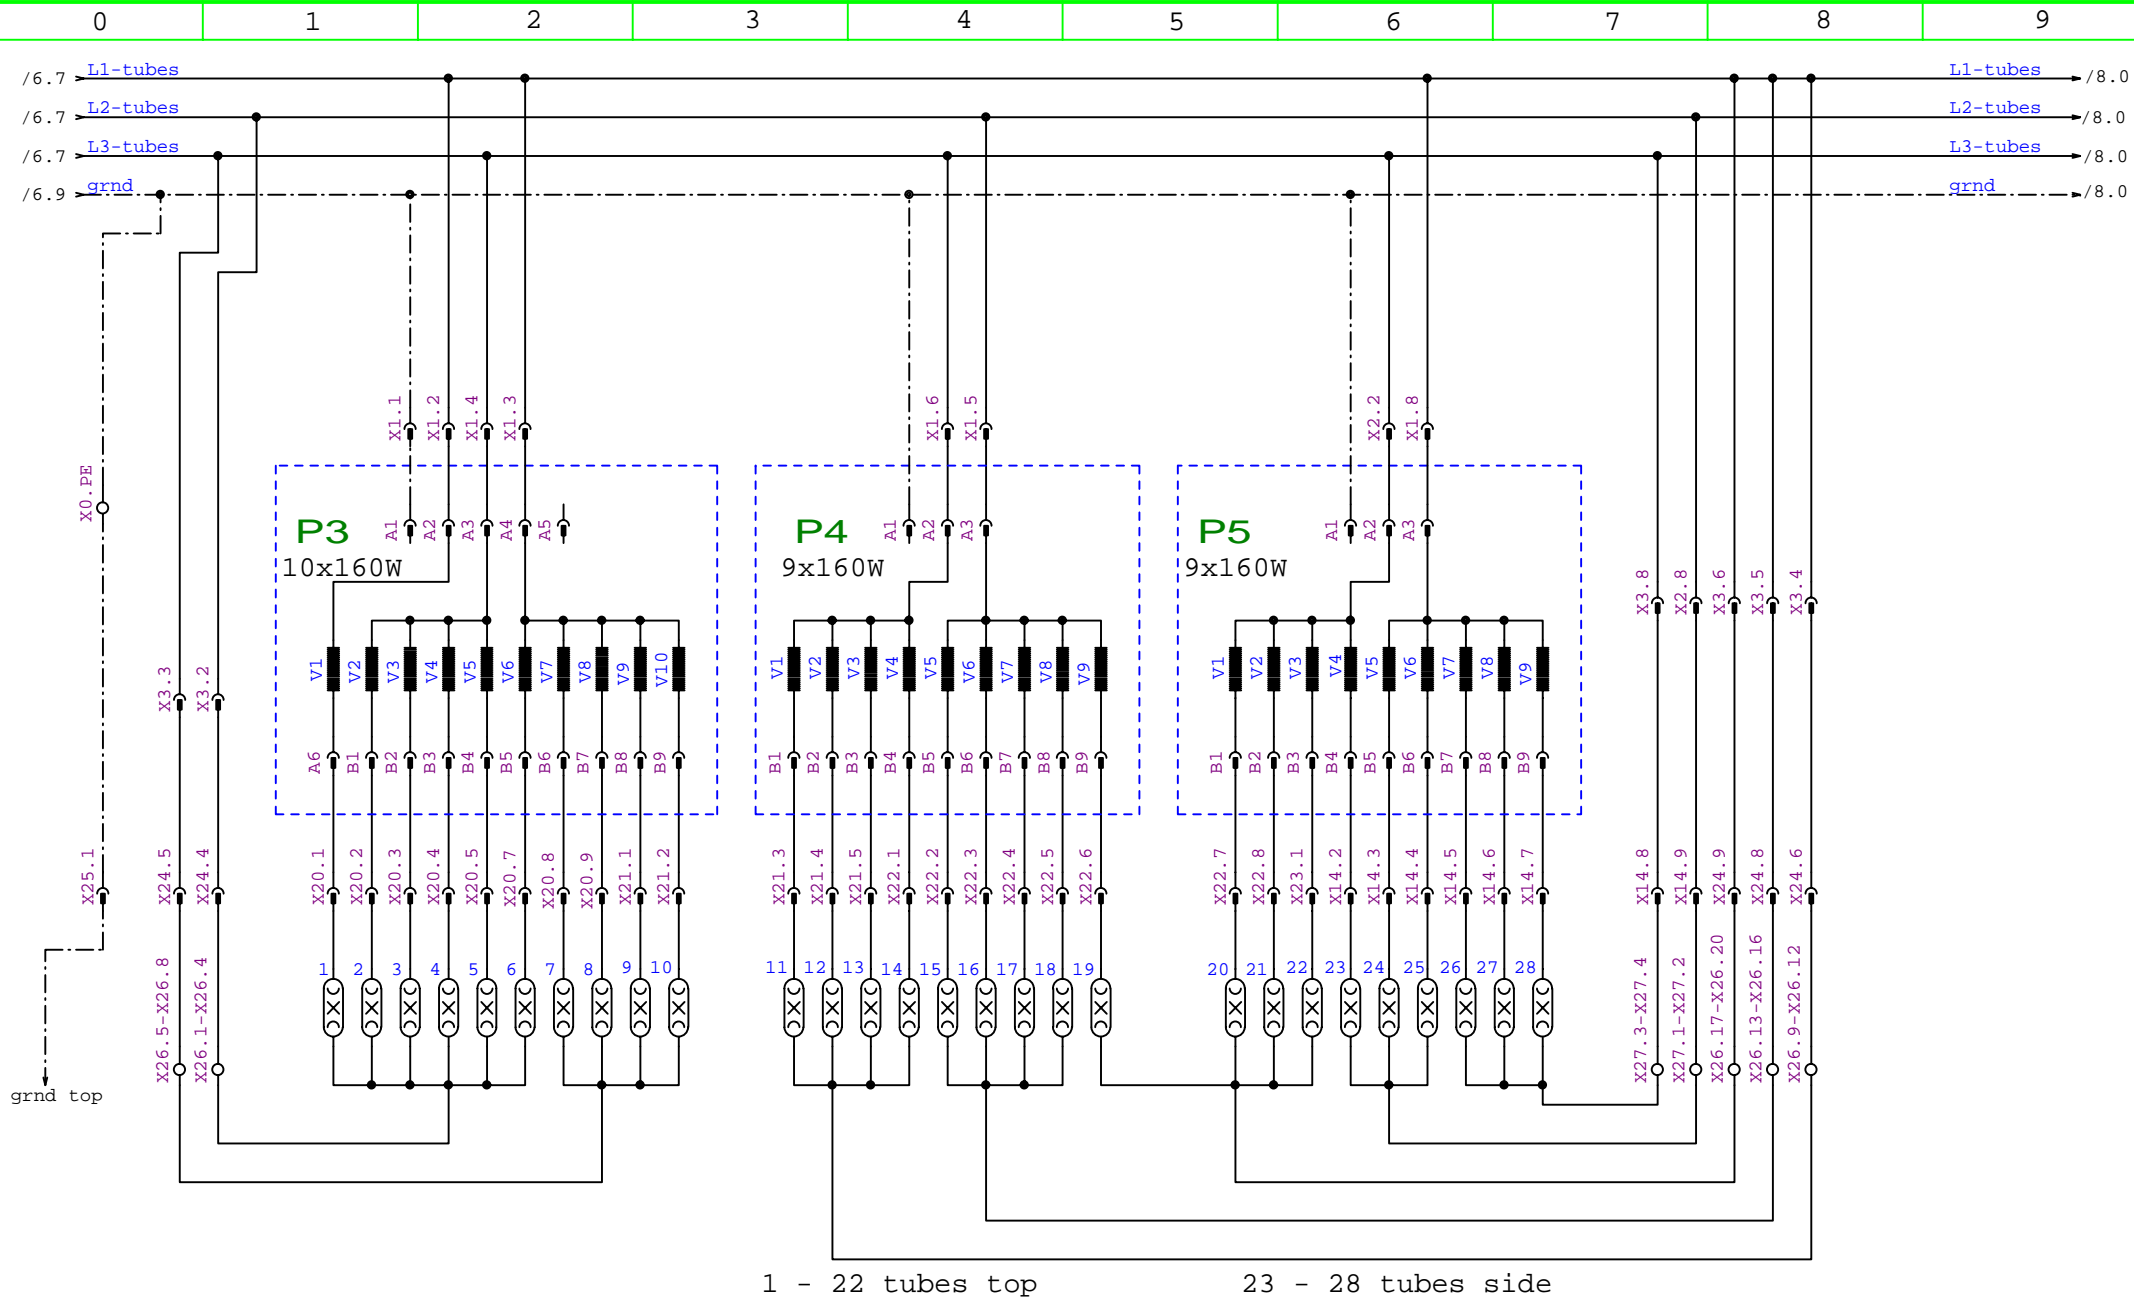 0 1 2 3 4 5 6 7 8 9
/6.7 L1-tubes L1-tubes /8.0
/6.7 L2-tubes L2-tubes /8.0
/6.7 L3-tubes L3-tubes /8.0
/6.9 grnd grnd /8.0
X1.1 X1.2 X1.4 X1.3 X1.6 X1.5 X2.2 X1.8
X0.PE
P3 A1 A2 A3 A4 A5 P4 A1 A2 A3 P5 A1 A2 A3
10x160W 9x160W 9x160W
X3.8 X2.8 X3.6 X3.5 X3.4
X3.3 X3.2
V1 V2 V3 V4 V5 V6 V7 V8 V9 V10 V1 V2 V3 V4 V5 V6 V7 V8 V9 V1 V2 V3 V4 V5 V6 V7 V8 V9
A6 B1 B2 B3 B4 B5 B6 B7 B8 B9 B1 B2 B3 B4 B5 B6 B7 B8 B9 B1 B2 B3 B4 B5 B6 B7 B8 B9
X25.1 X24.5 X24.4 X20.1 X20.2 X20.3 X20.4 X20.5 X20.7 X20.8 X20.9 X21.1 X21.2 X21.3 X21.4 X21.5 X22.1 X22.2 X22.3 X22.4 X22.5 X22.6 X22.7 X22.8 X23.1 X14.2 X14.3 X14.4 X14.5 X14.6 X14.7 X14.8 X14.9 X24.9 X24.8 X24.6
1 2 3 4 5 6 7 8 9 10 11 12 13 14 15 16 17 18 19 20 21 22 23 24 25 26 27 28
X26.5-X26.8 X26.1-X26.4 X27.3-X27.4 X27.1-X27.2 X26.17-X26.20 X26.13-X26.16 X26.9-X26.12
grnd top
1 - 22 tubes top 23 - 28 tubes side